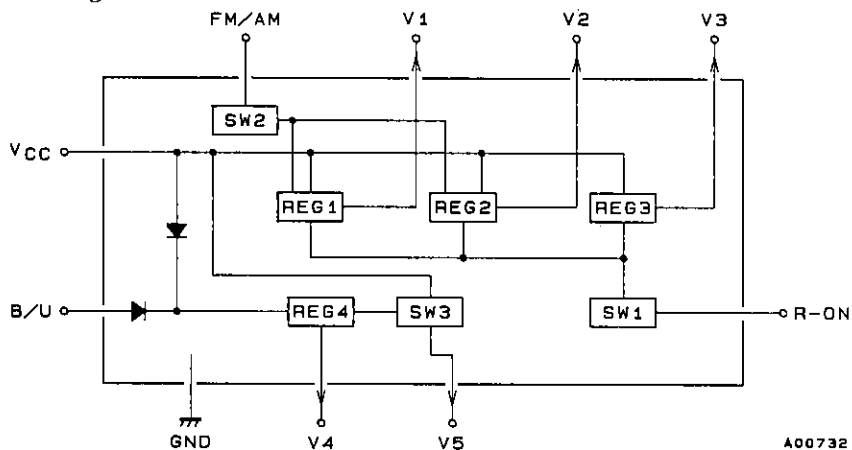 FM/AM V1 V2 V3
SW2
VCC
REG1 REG2 REG3
B/U REG4 SW3 SW1 R-ON
GND V4 V5 A00732